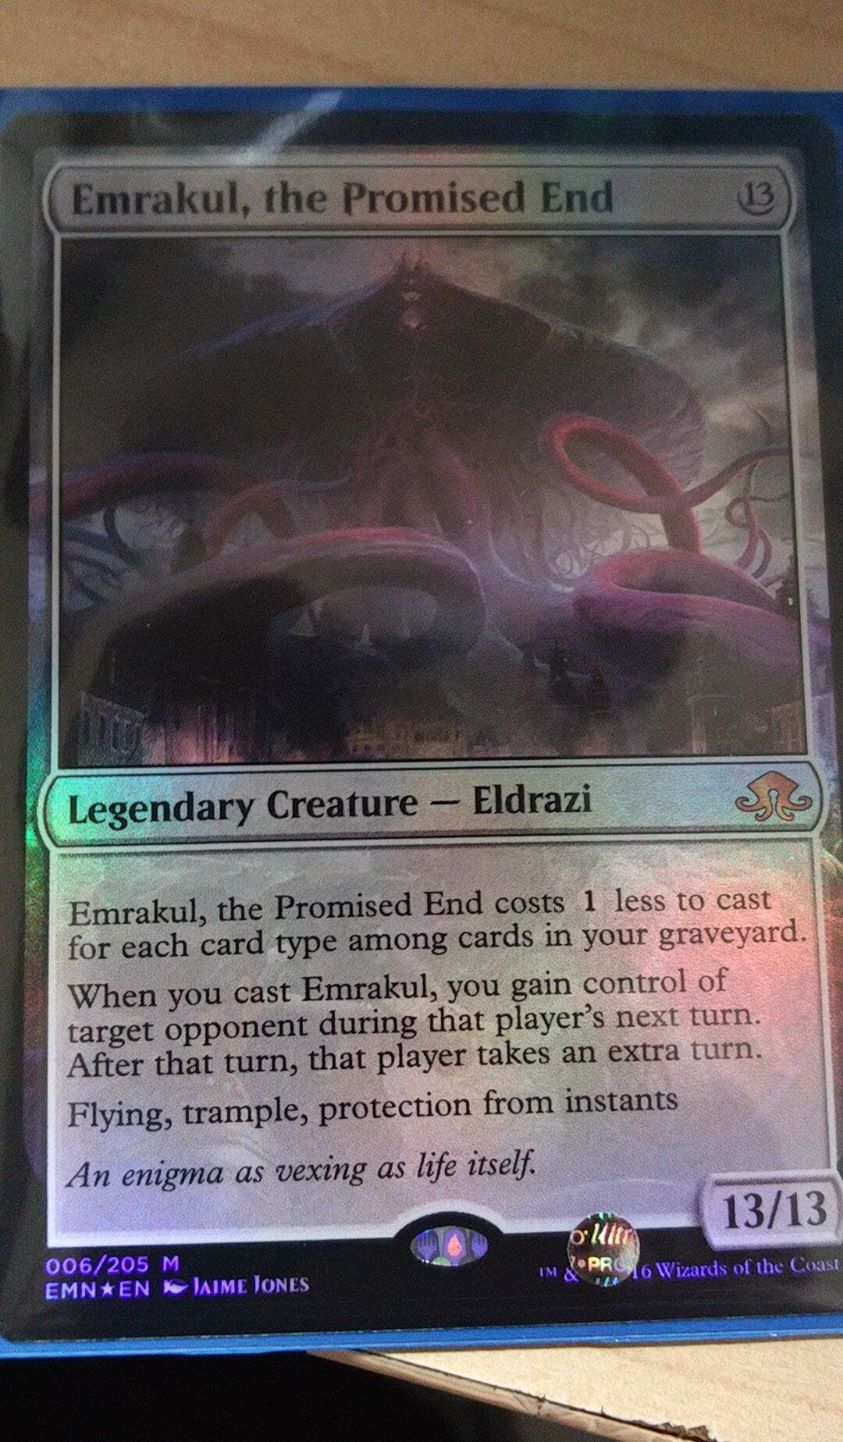 Emrakul, the Promised End 13
Legendary Creature — Eldrazi
Emrakul, the Promised End costs 1 less to cast
for each card type among cards in your graveyard.
When you cast Emrakul, you gain control of
target opponent during that player's next turn.
After that turn, that player takes an extra turn.
Flying, trample, protection from instants
An enigma as vexing as life itself.
13/13
006/205 M
EMN★EN JAIME JONES
™ & 16 Wizards of the Coast